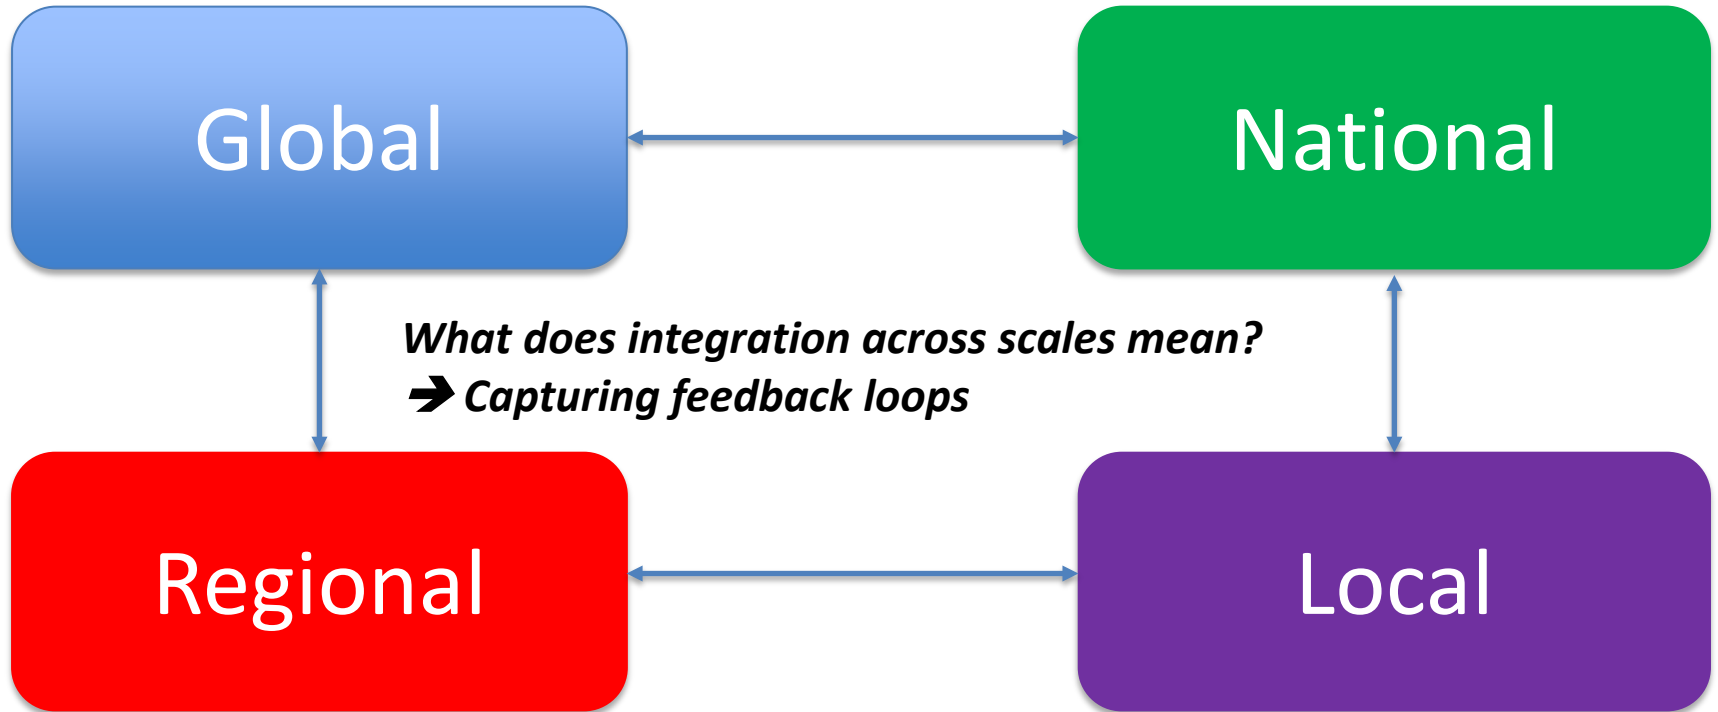 Global
National
What does integration across scales mean?
➔ Capturing feedback loops
Regional
Local